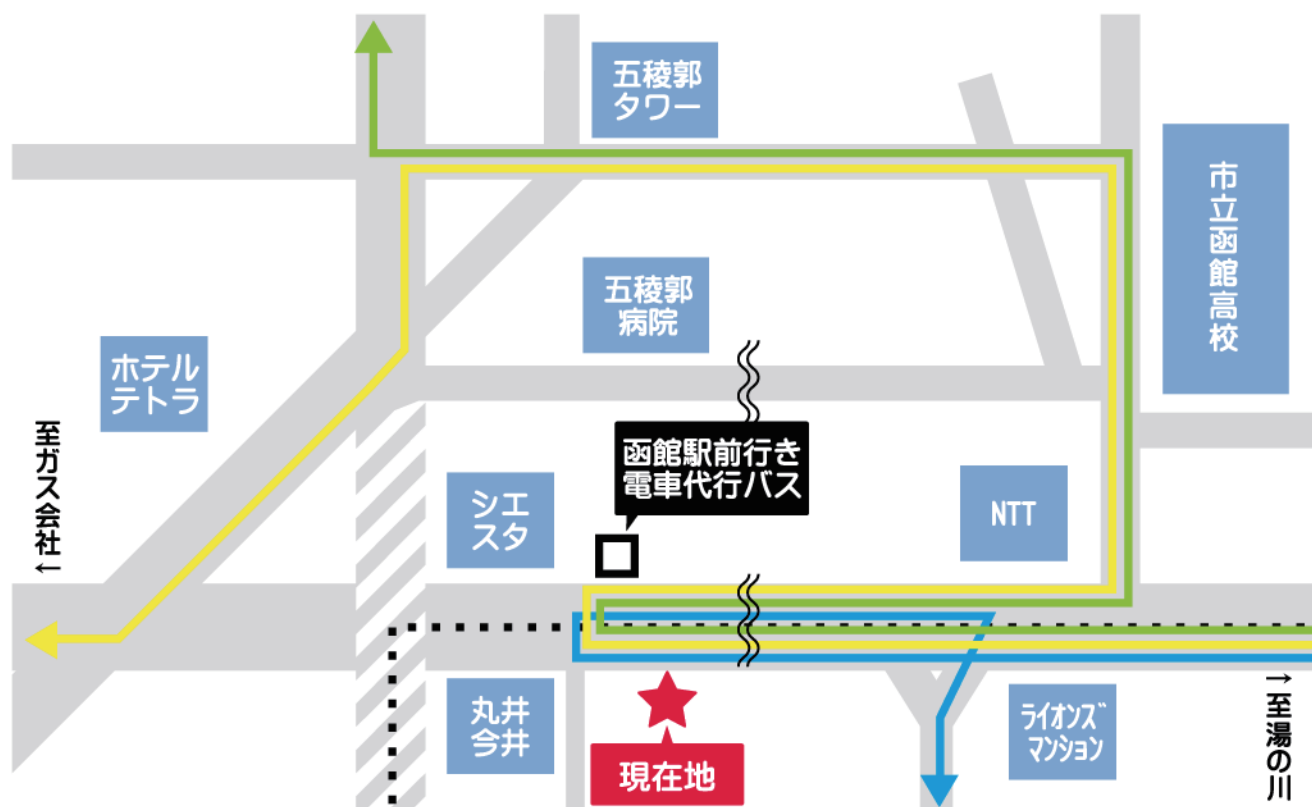 五稜郭
タワー
市立函館高校
五稜郭
病院
ホテル
テトラ
至ガス会社←
函館駅前行き
電車代行バス
シエ
スタ
NTT
丸井
今井
現在地
ライオンズ
マンション
→至湯の川